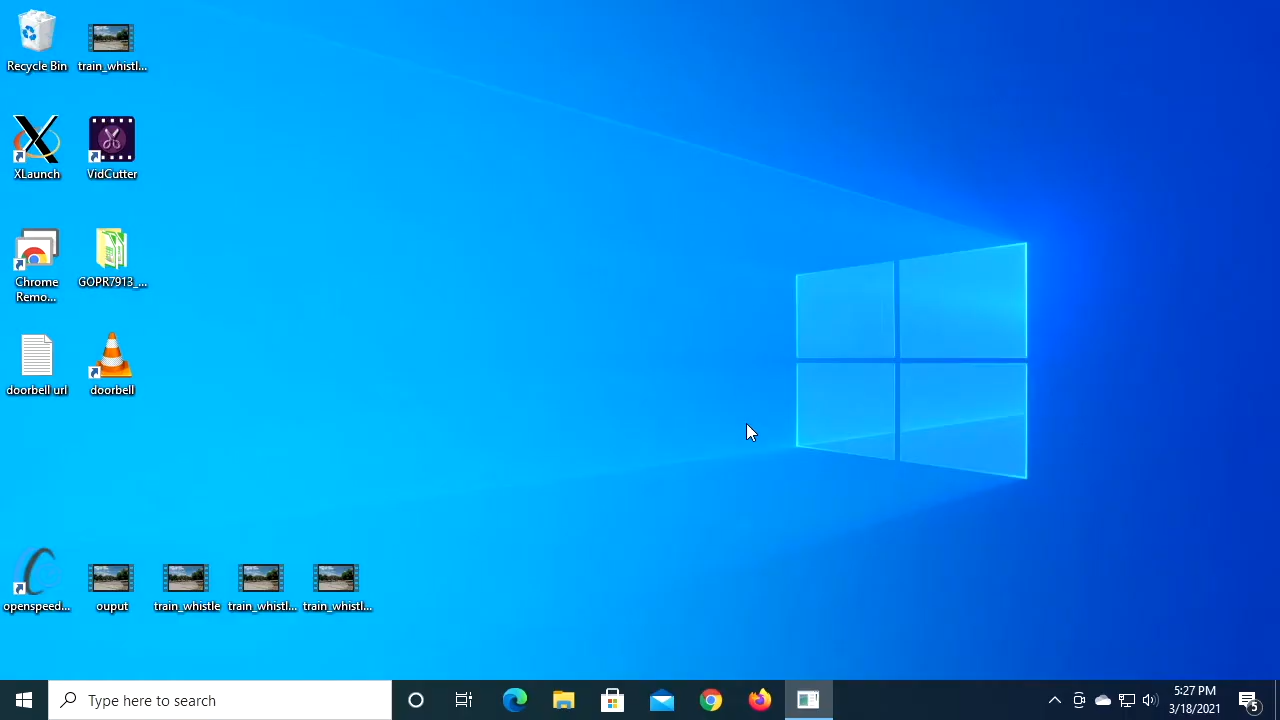 Recycle Bin
train_whistl...
XLaunch
VidCutter
Chrome
Remo...
GOPR7913_...
doorbell url
doorbell
openspeed...
ouput
train_whistle
train_whistl...
train_whistl...
Type here to search
5:27 PM
3/18/2021
5